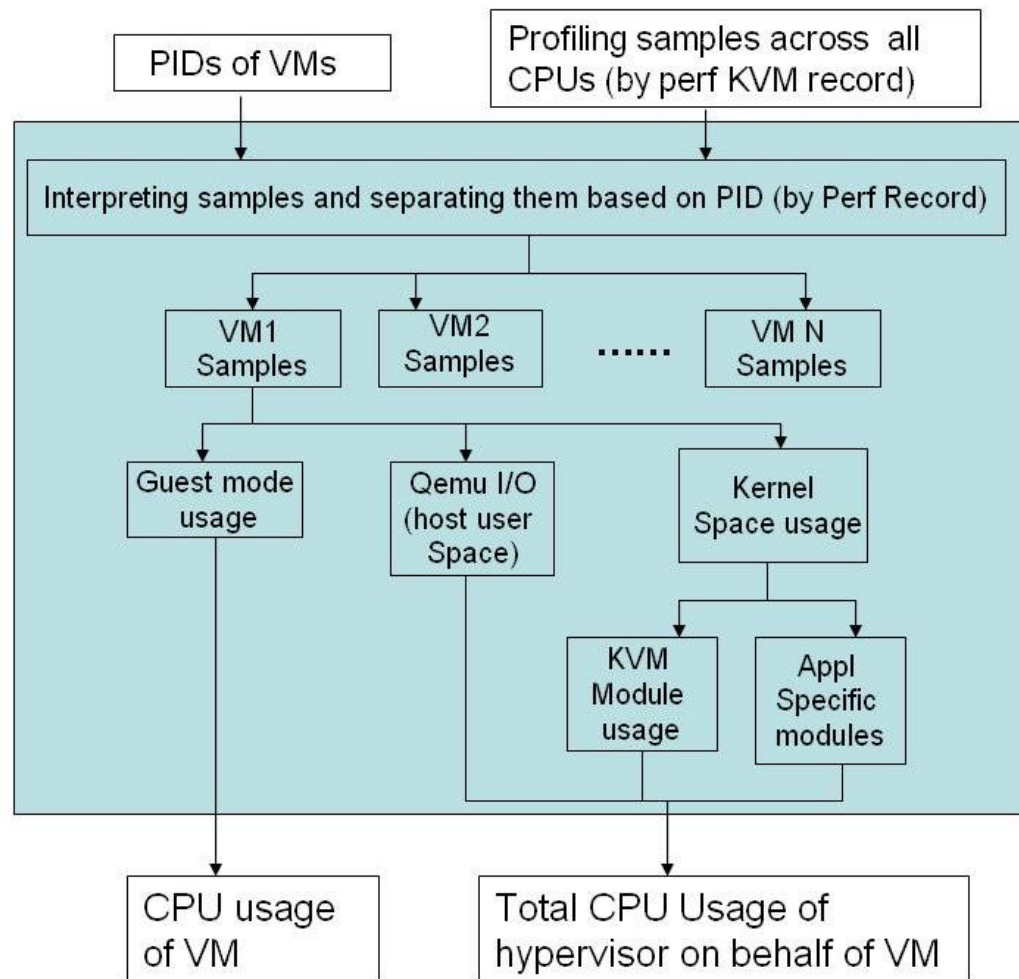 PIDs of VMs
Profiling samples across all
CPUs (by perf KVM record)
Interpreting samples and separating them based on PID (by Perf Record)
VM1
Samples
VM2
Samples
......
VM N
Samples
Guest mode
usage
Qemu I/O
(host user
Space)
Kernel
Space usage
KVM
Module
usage
Appl
Specific
modules
CPU usage
of VM
Total CPU Usage of
hypervisor on behalf of VM